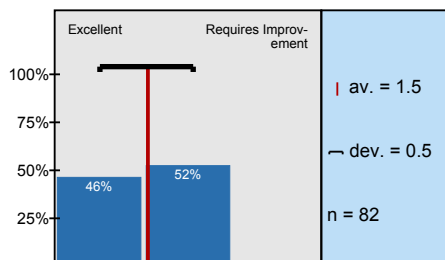 Excellent
Requires Improv-
ement
100%
75%
50%
25%
46%
52%
av. = 1.5
dev. = 0.5
n = 82